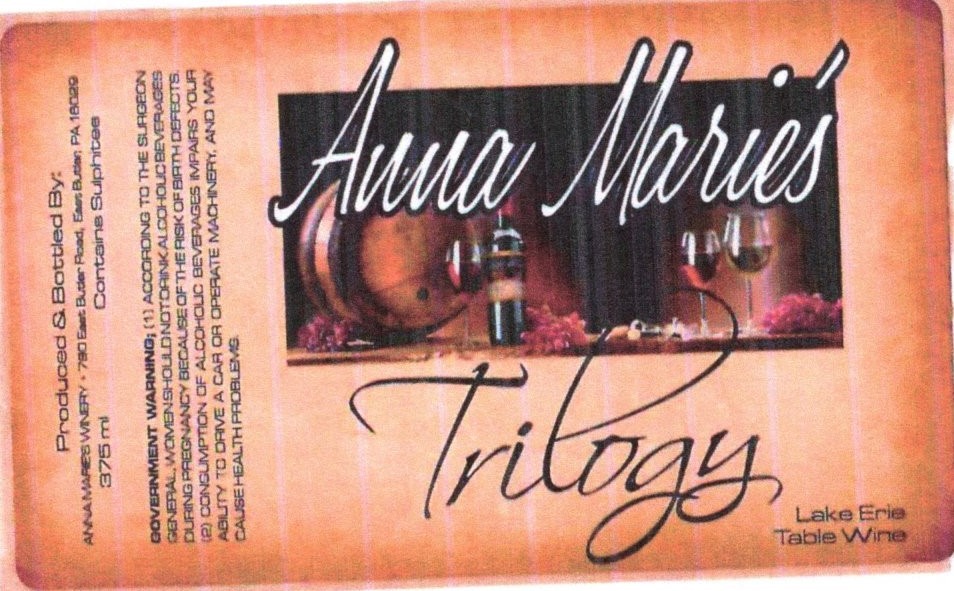 Anna Marie's
Trilogy
Lake Erie
Table Wine
Produced & Bottled By:
ANNA MARIE'S WINERY • 790 East Butler Road, East Butler, PA 16029
375 ml Contains Sulphites
GOVERNMENT WARNING: (1) ACCORDING TO THE SURGEON
GENERAL, WOMEN SHOULD NOT DRINK ALCOHOLIC BEVERAGES
DURING PREGNANCY BECAUSE OF THE RISK OF BIRTH DEFECTS.
(2) CONSUMPTION OF ALCOHOLIC BEVERAGES IMPAIRS YOUR
ABILITY TO DRIVE A CAR OR OPERATE MACHINERY, AND MAY
CAUSE HEALTH PROBLEMS.